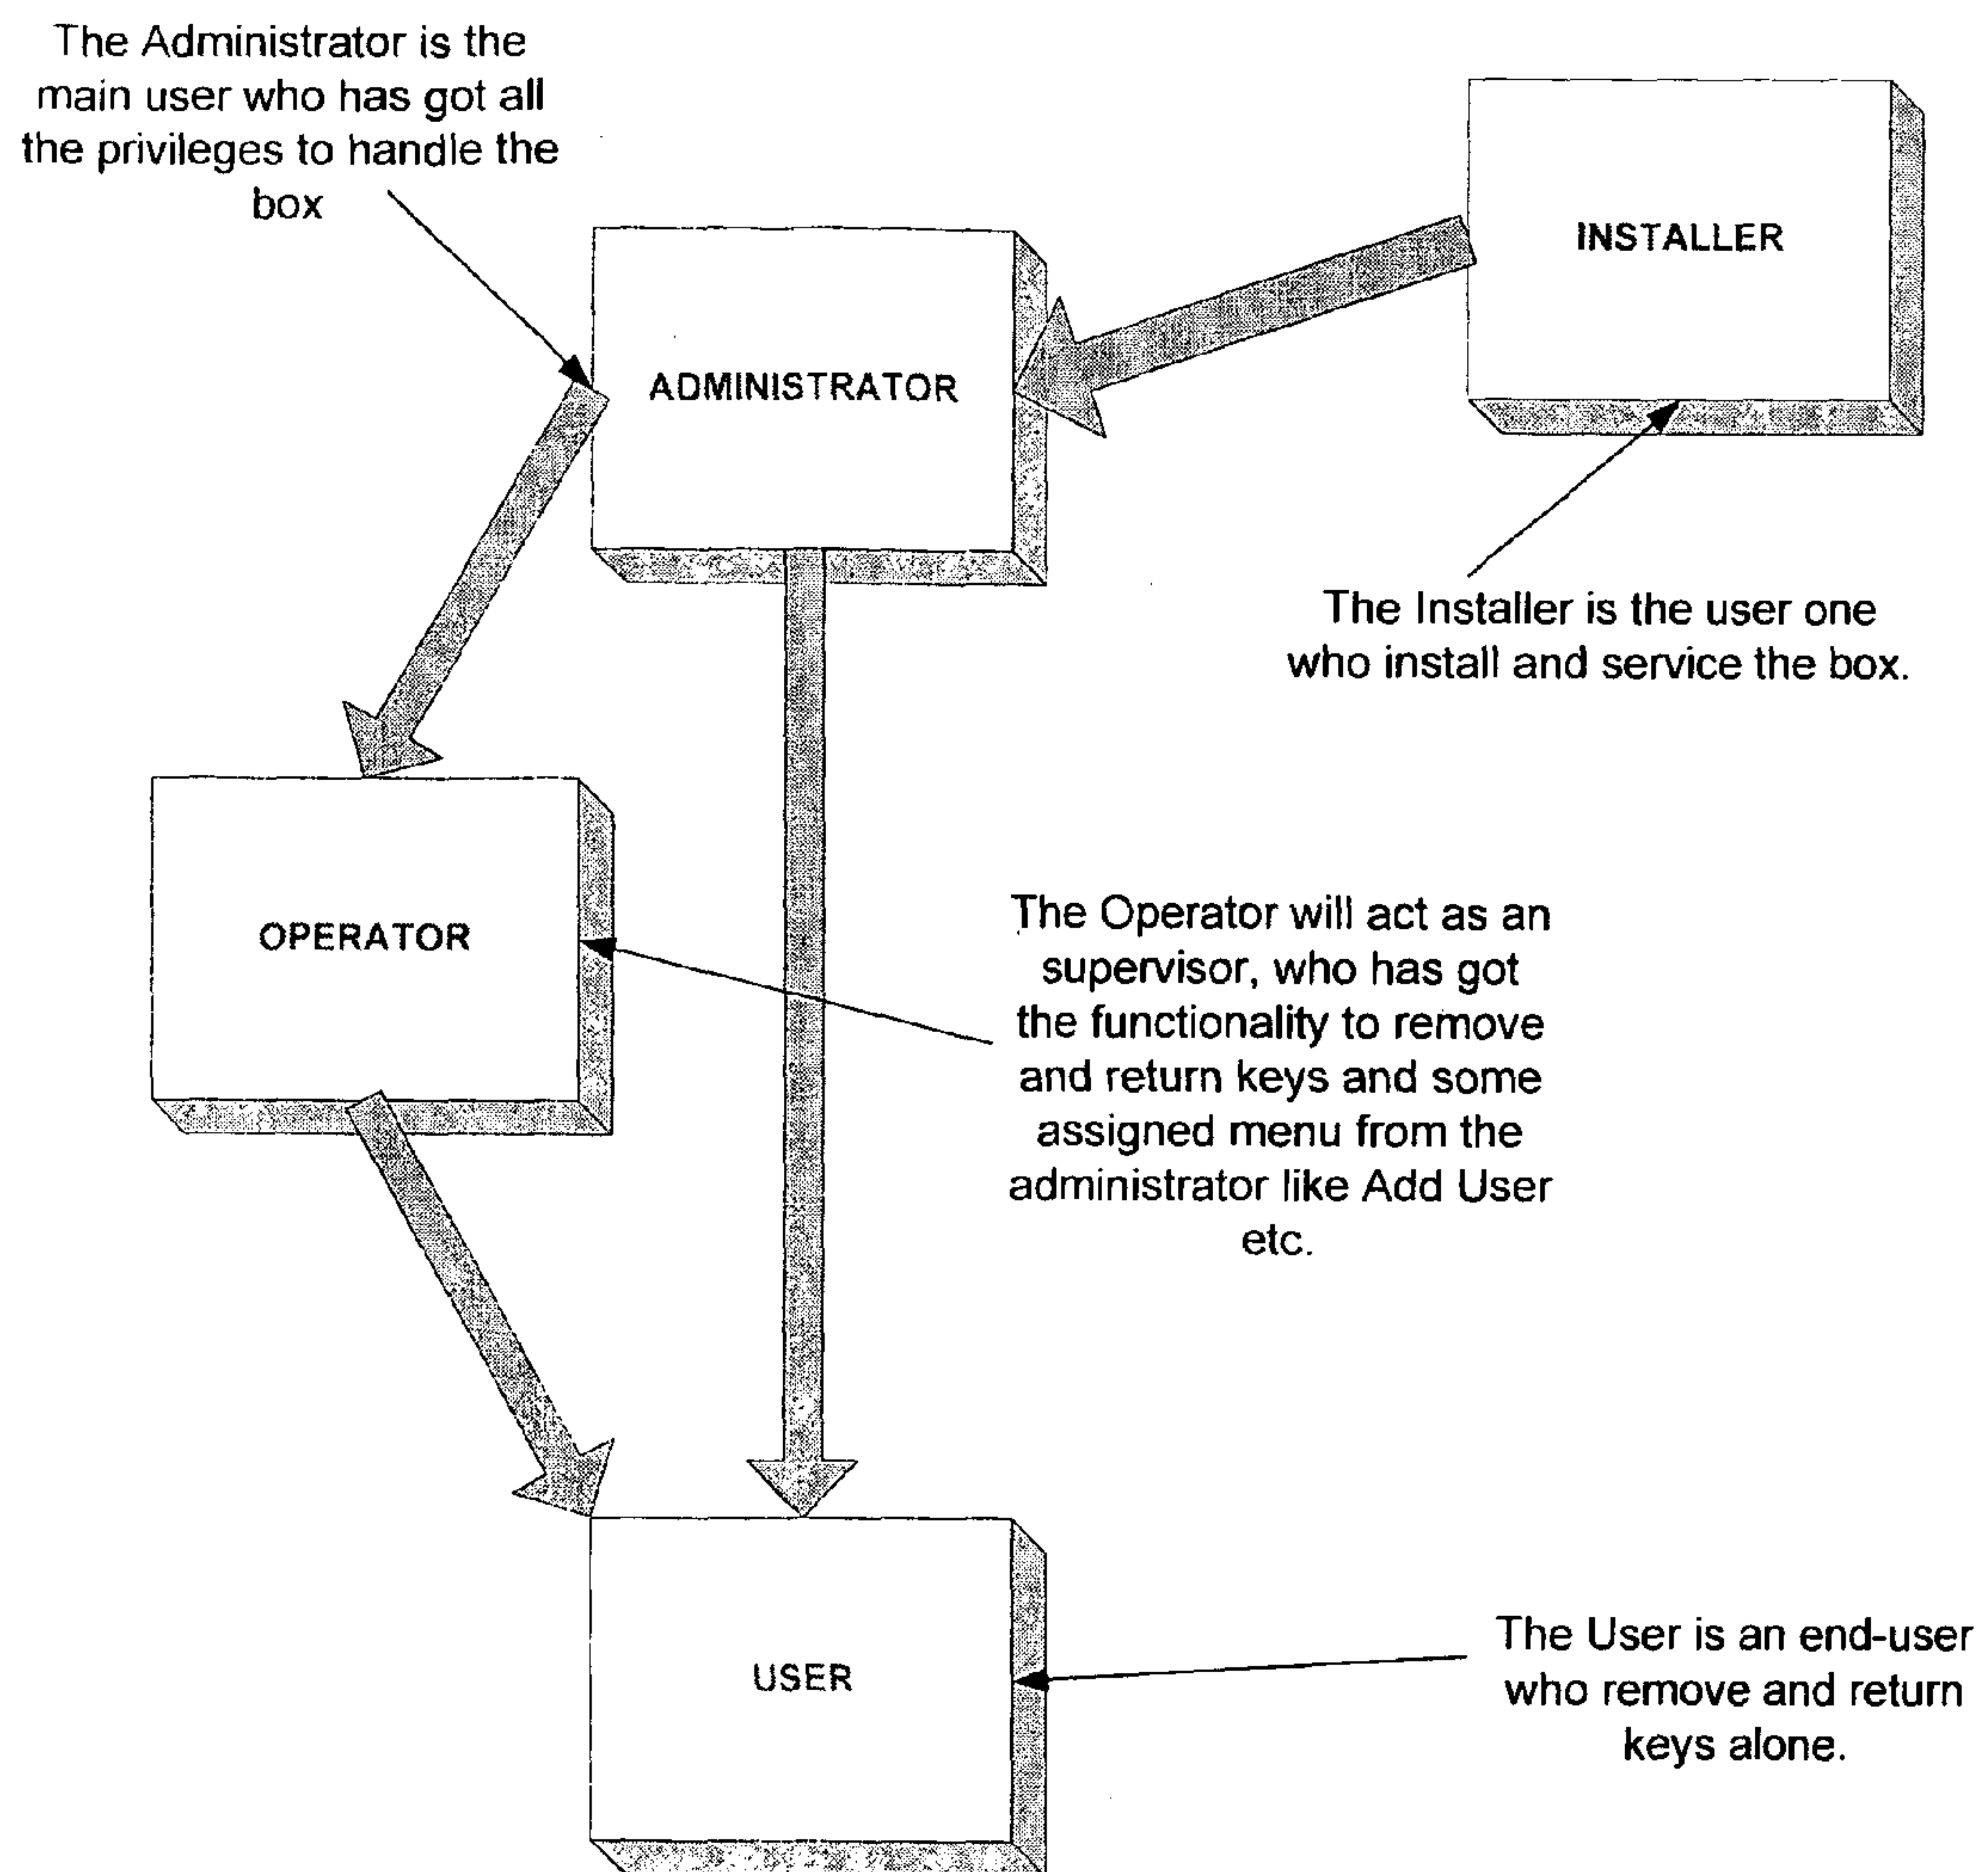 The Administrator is the
main user who has got all
the privileges to handle the
box
INSTALLER
ADMINISTRATOR
The Installer is the user one
who install and service the box.
OPERATOR
The Operator will act as an
supervisor, who has got
the functionality to remove
and return keys and some
assigned menu from the
administrator like Add User
etc.
USER
The User is an end-user
who remove and return
keys alone.